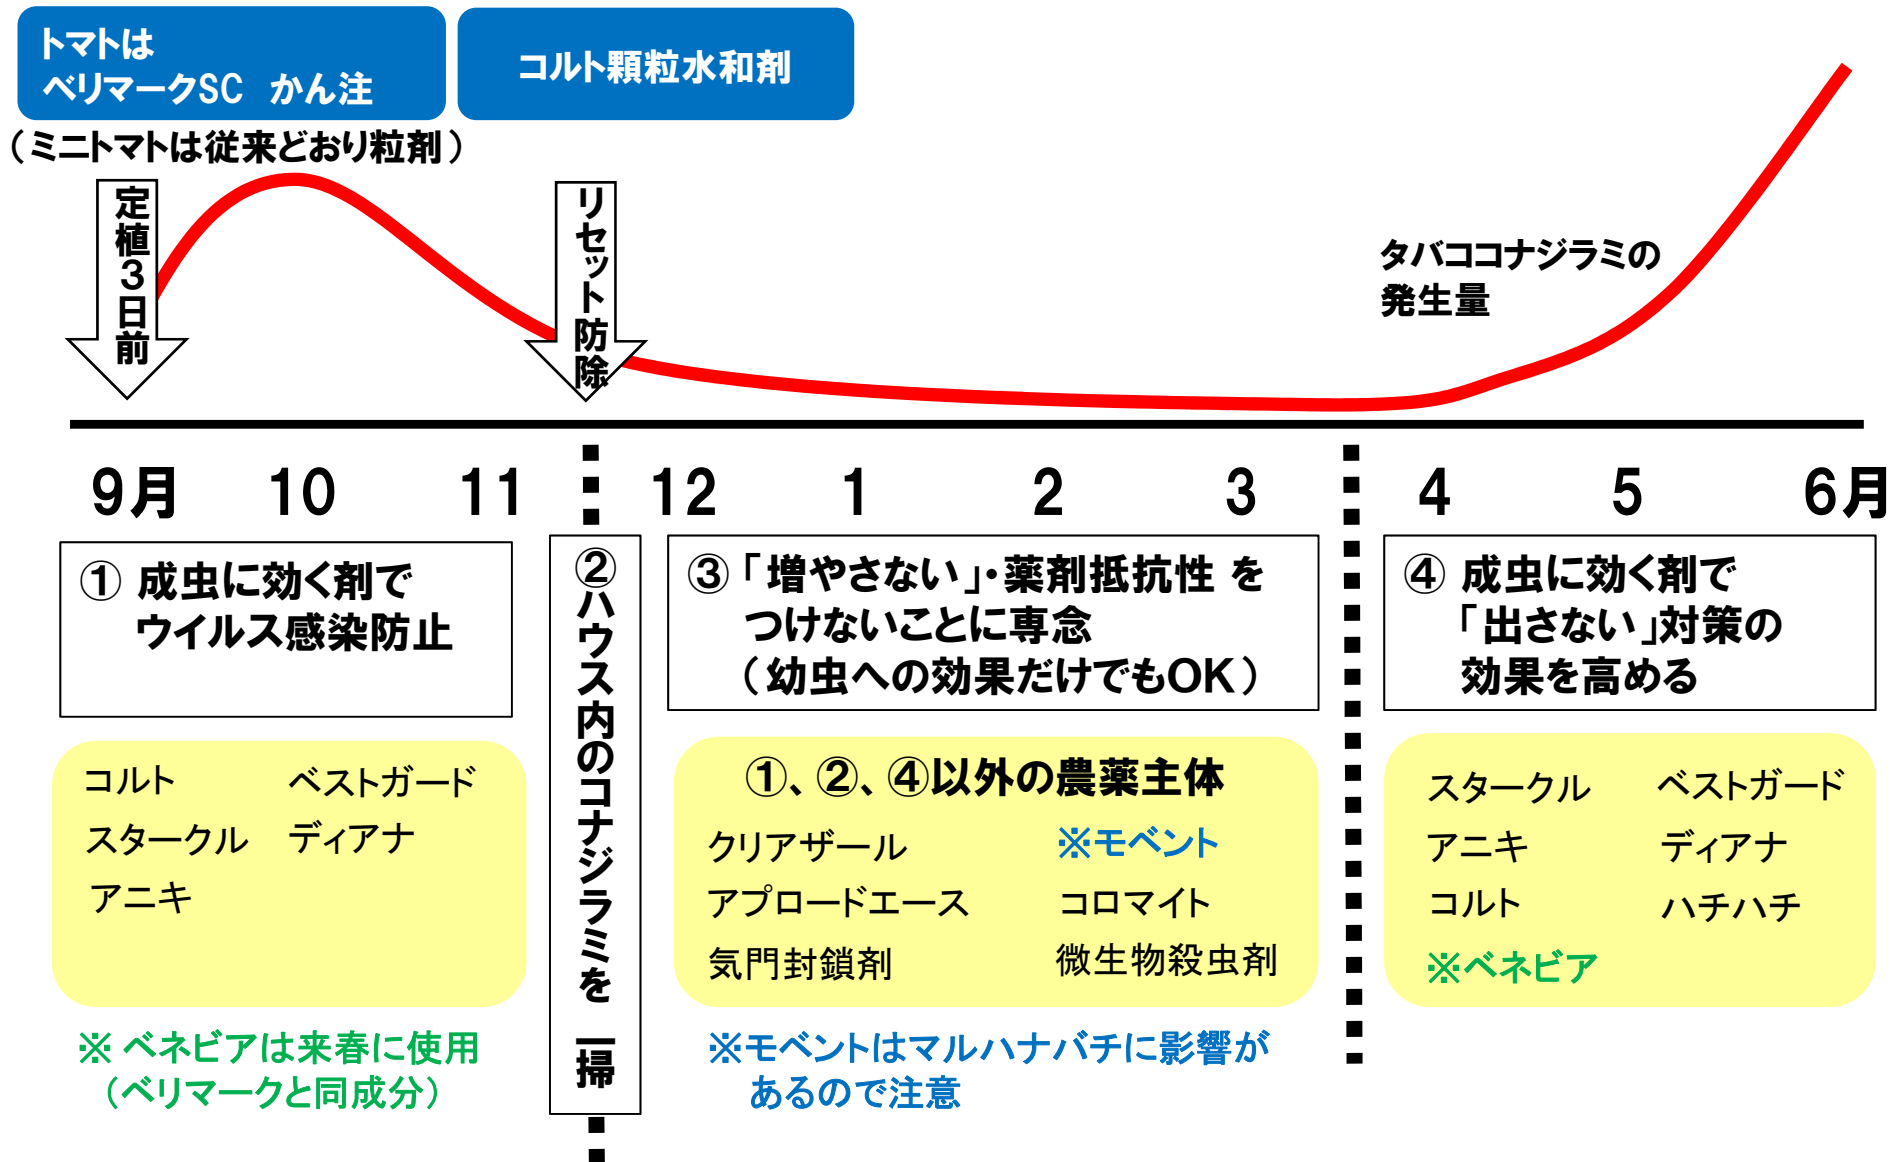 トマトは
ベリマークSC　かん注
コルト顆粒水和剤
（ミニトマトは従来どおり粒剤）
定植３日前
リセット防除
タバココナジラミの
発生量
9月　10　11　12　1　2　3　4　5　6月
① 成虫に効く剤で
ウイルス感染防止
②ハウス内のコナジラミを 一掃
③「増やさない」・薬剤抵抗性 を
つけないことに専念
（幼虫への効果だけでもOK）
④ 成虫に効く剤で
「出さない」対策の
効果を高める
コルト　ベストガード
スタークル　ディアナ
アニキ
※ ベネビアは来春に使用
（ベリマークと同成分）
①、②、④以外の農薬主体
クリアザール　※モベント
アプロードエース　コロマイト
気門封鎖剤　微生物殺虫剤
※モベントはマルハナバチに影響が
あるので注意
スタークル　ベストガード
アニキ　ディアナ
コルト　ハチハチ
※ベネビア